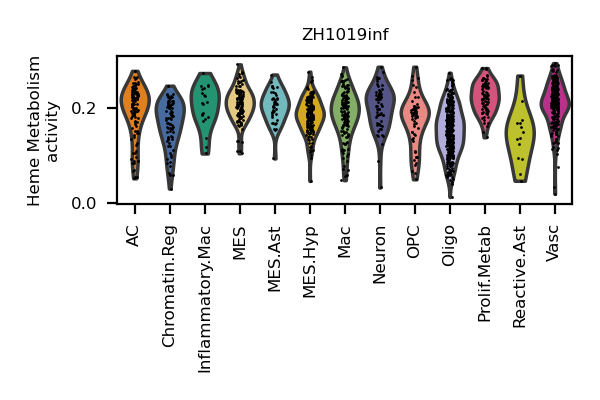 ZH1019inf
Heme Metabolism
activity
0.2
0.0
AC
Chromatin.Reg
Inflammatory.Mac
MES
MES.Ast
MES.Hyp
Mac
Neuron
OPC
Oligo
Prolif.Metab
Reactive.Ast
Vasc